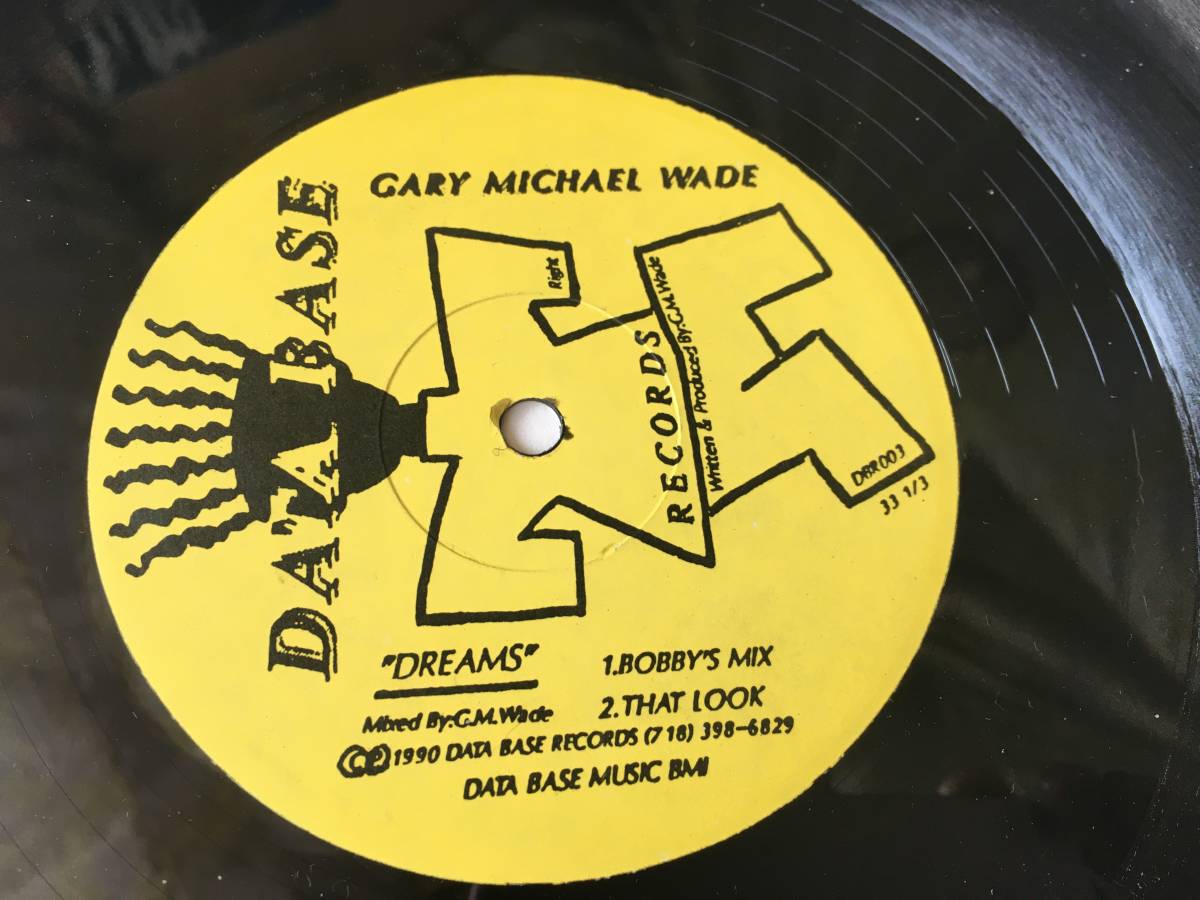 GARY MICHAEL WADE
DATA BASE
RECORDS
Right
Written & Produced By:G.M.Wade
DBR003
33 1/3
"DREAMS"
Mixed By:G.M.Wade
1.BOBBY'S MIX
2.THAT LOOK
©℗1990 DATA BASE RECORDS (718) 398-6829
DATA BASE MUSIC BMI